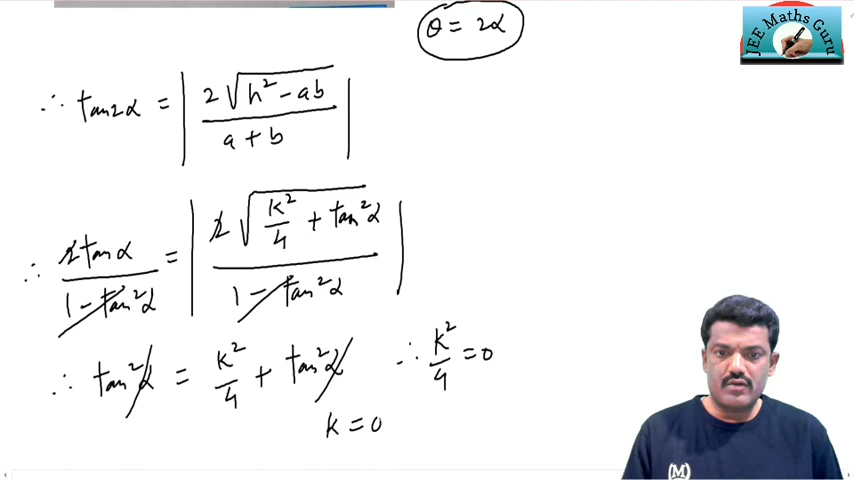 θ = 2α
JEE Maths Guru
∴ tan2α = | 2√(h² - ab) / (a + b) |
∴ 2tanα / (1 - tan²α) = | 2√(k²/4 + tan²α) / (1 - tan²α) |
∴ tan²α = k²/4 + tan²α ∴ k²/4 = 0
k = 0
(M)